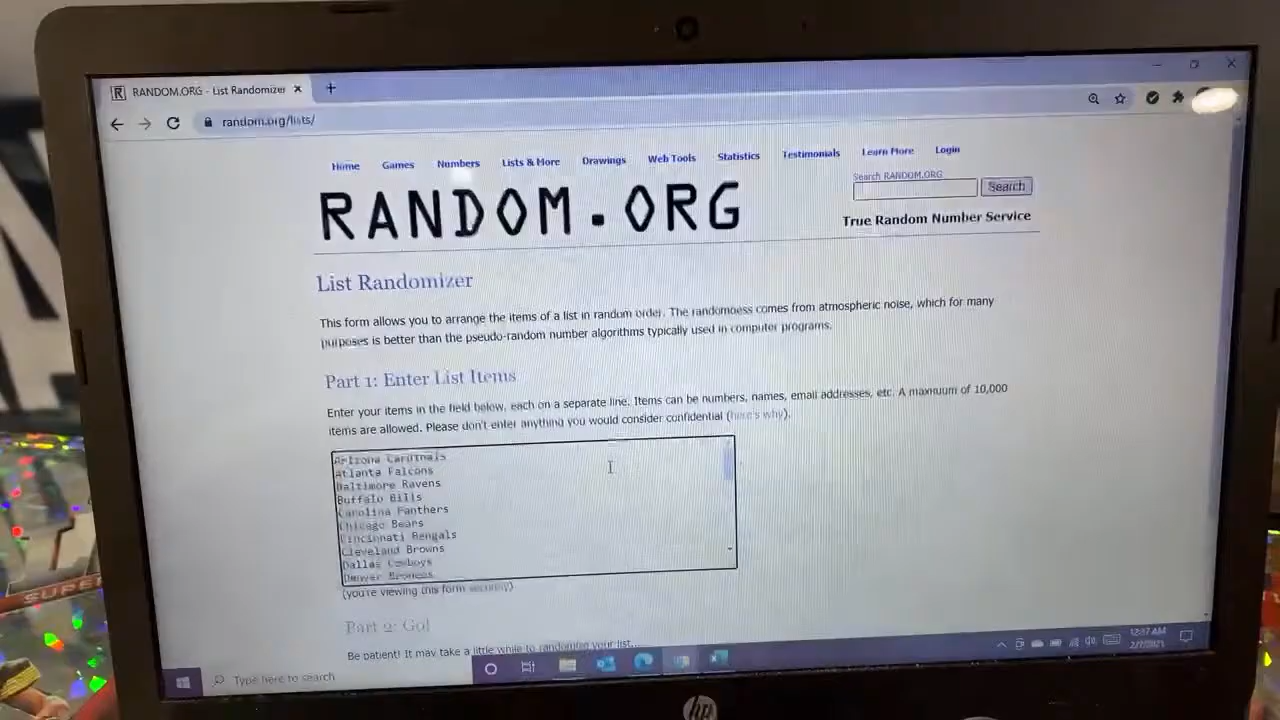 RANDOM.ORG - List Randomizer
random.org/lists/
Home Games Numbers Lists & More Drawings Web Tools Statistics Testimonials Learn More Login
Search RANDOM.ORG
Search
RANDOM.ORG
True Random Number Service
List Randomizer
This form allows you to arrange the items of a list in random order. The randomness comes from atmospheric noise, which for many
purposes is better than the pseudo-random number algorithms typically used in computer programs.
Part 1: Enter List Items
Enter your items in the field below, each on a separate line. Items can be numbers, names, email addresses, etc. A maximum of 10,000
items are allowed. Please don't enter anything you would consider confidential (here's why).
Arizona Cardinals
Atlanta Falcons
Baltimore Ravens
Buffalo Bills
Carolina Panthers
Chicago Bears
Cincinnati Bengals
Cleveland Browns
Dallas Cowboys
Denver Broncos
(you're viewing this form securely)
Part 2: Go!
Be patient! It may take a little while to randomize your list...
Type here to search
12:37 AM
2/7/2021
hp
SUPER